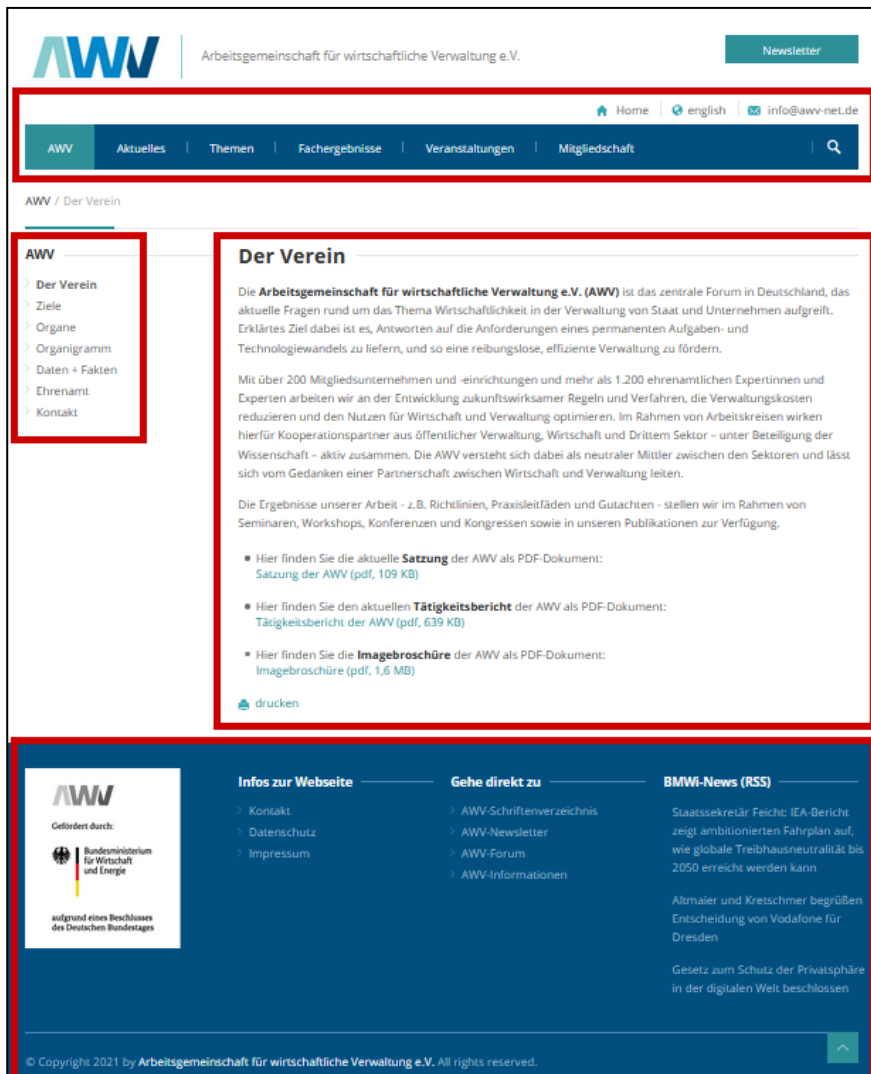 AWV
Arbeitsgemeinschaft für wirtschaftliche Verwaltung e.V.
Newsletter
Home
english
info@awv-net.de
AWV
Aktuelles
Themen
Fachergebnisse
Veranstaltungen
Mitgliedschaft
AWV / Der Verein
AWV
Der Verein
Ziele
Organe
Organigramm
Daten + Fakten
Ehrenamt
Kontakt
Der Verein
Die Arbeitsgemeinschaft für wirtschaftliche Verwaltung e.V. (AWV) ist das zentrale Forum in Deutschland, das
aktuelle Fragen rund um das Thema Wirtschaftlichkeit in der Verwaltung von Staat und Unternehmen aufgreift.
Erklärtes Ziel dabei ist es, Antworten auf die Anforderungen eines permanenten Aufgaben- und
Technologiewandels zu liefern, und so eine reibungslose, effiziente Verwaltung zu fördern.
Mit über 200 Mitgliedsunternehmen und -einrichtungen und mehr als 1.200 ehrenamtlichen Expertinnen und
Experten arbeiten wir an der Entwicklung zukunftswirksamer Regeln und Verfahren, die Verwaltungskosten
reduzieren und den Nutzen für Wirtschaft und Verwaltung optimieren. Im Rahmen von Arbeitskreisen wirken
hierfür Kooperationspartner aus öffentlicher Verwaltung, Wirtschaft und Drittem Sektor – unter Beteiligung der
Wissenschaft – aktiv zusammen. Die AWV versteht sich dabei als neutraler Mittler zwischen den Sektoren und lässt
sich vom Gedanken einer Partnerschaft zwischen Wirtschaft und Verwaltung leiten.
Die Ergebnisse unserer Arbeit - z.B. Richtlinien, Praxisleitfäden und Gutachten - stellen wir im Rahmen von
Seminaren, Workshops, Konferenzen und Kongressen sowie in unseren Publikationen zur Verfügung.
Hier finden Sie die aktuelle Satzung der AWV als PDF-Dokument:
Satzung der AWV (pdf, 109 KB)
Hier finden Sie den aktuellen Tätigkeitsbericht der AWV als PDF-Dokument:
Tätigkeitsbericht der AWV (pdf, 639 KB)
Hier finden Sie die Imagebroschüre der AWV als PDF-Dokument:
Imagebroschüre (pdf, 1,6 MB)
drucken
AWV
Gefördert durch:
Bundesministerium
für Wirtschaft
und Energie
aufgrund eines Beschlusses
des Deutschen Bundestages
Infos zur Webseite
Kontakt
Datenschutz
Impressum
Gehe direkt zu
AWV-Schriftenverzeichnis
AWV-Newsletter
AWV-Forum
AWV-Informationen
BMWi-News (RSS)
Staatssekretär Feicht: IEA-Bericht
zeigt ambitionierten Fahrplan auf,
wie globale Treibhausneutralität bis
2050 erreicht werden kann
Altmaier und Kretschmer begrüßen
Entscheidung von Vodafone für
Dresden
Gesetz zum Schutz der Privatsphäre
in der digitalen Welt beschlossen
© Copyright 2021 by Arbeitsgemeinschaft für wirtschaftliche Verwaltung e.V. All rights reserved.